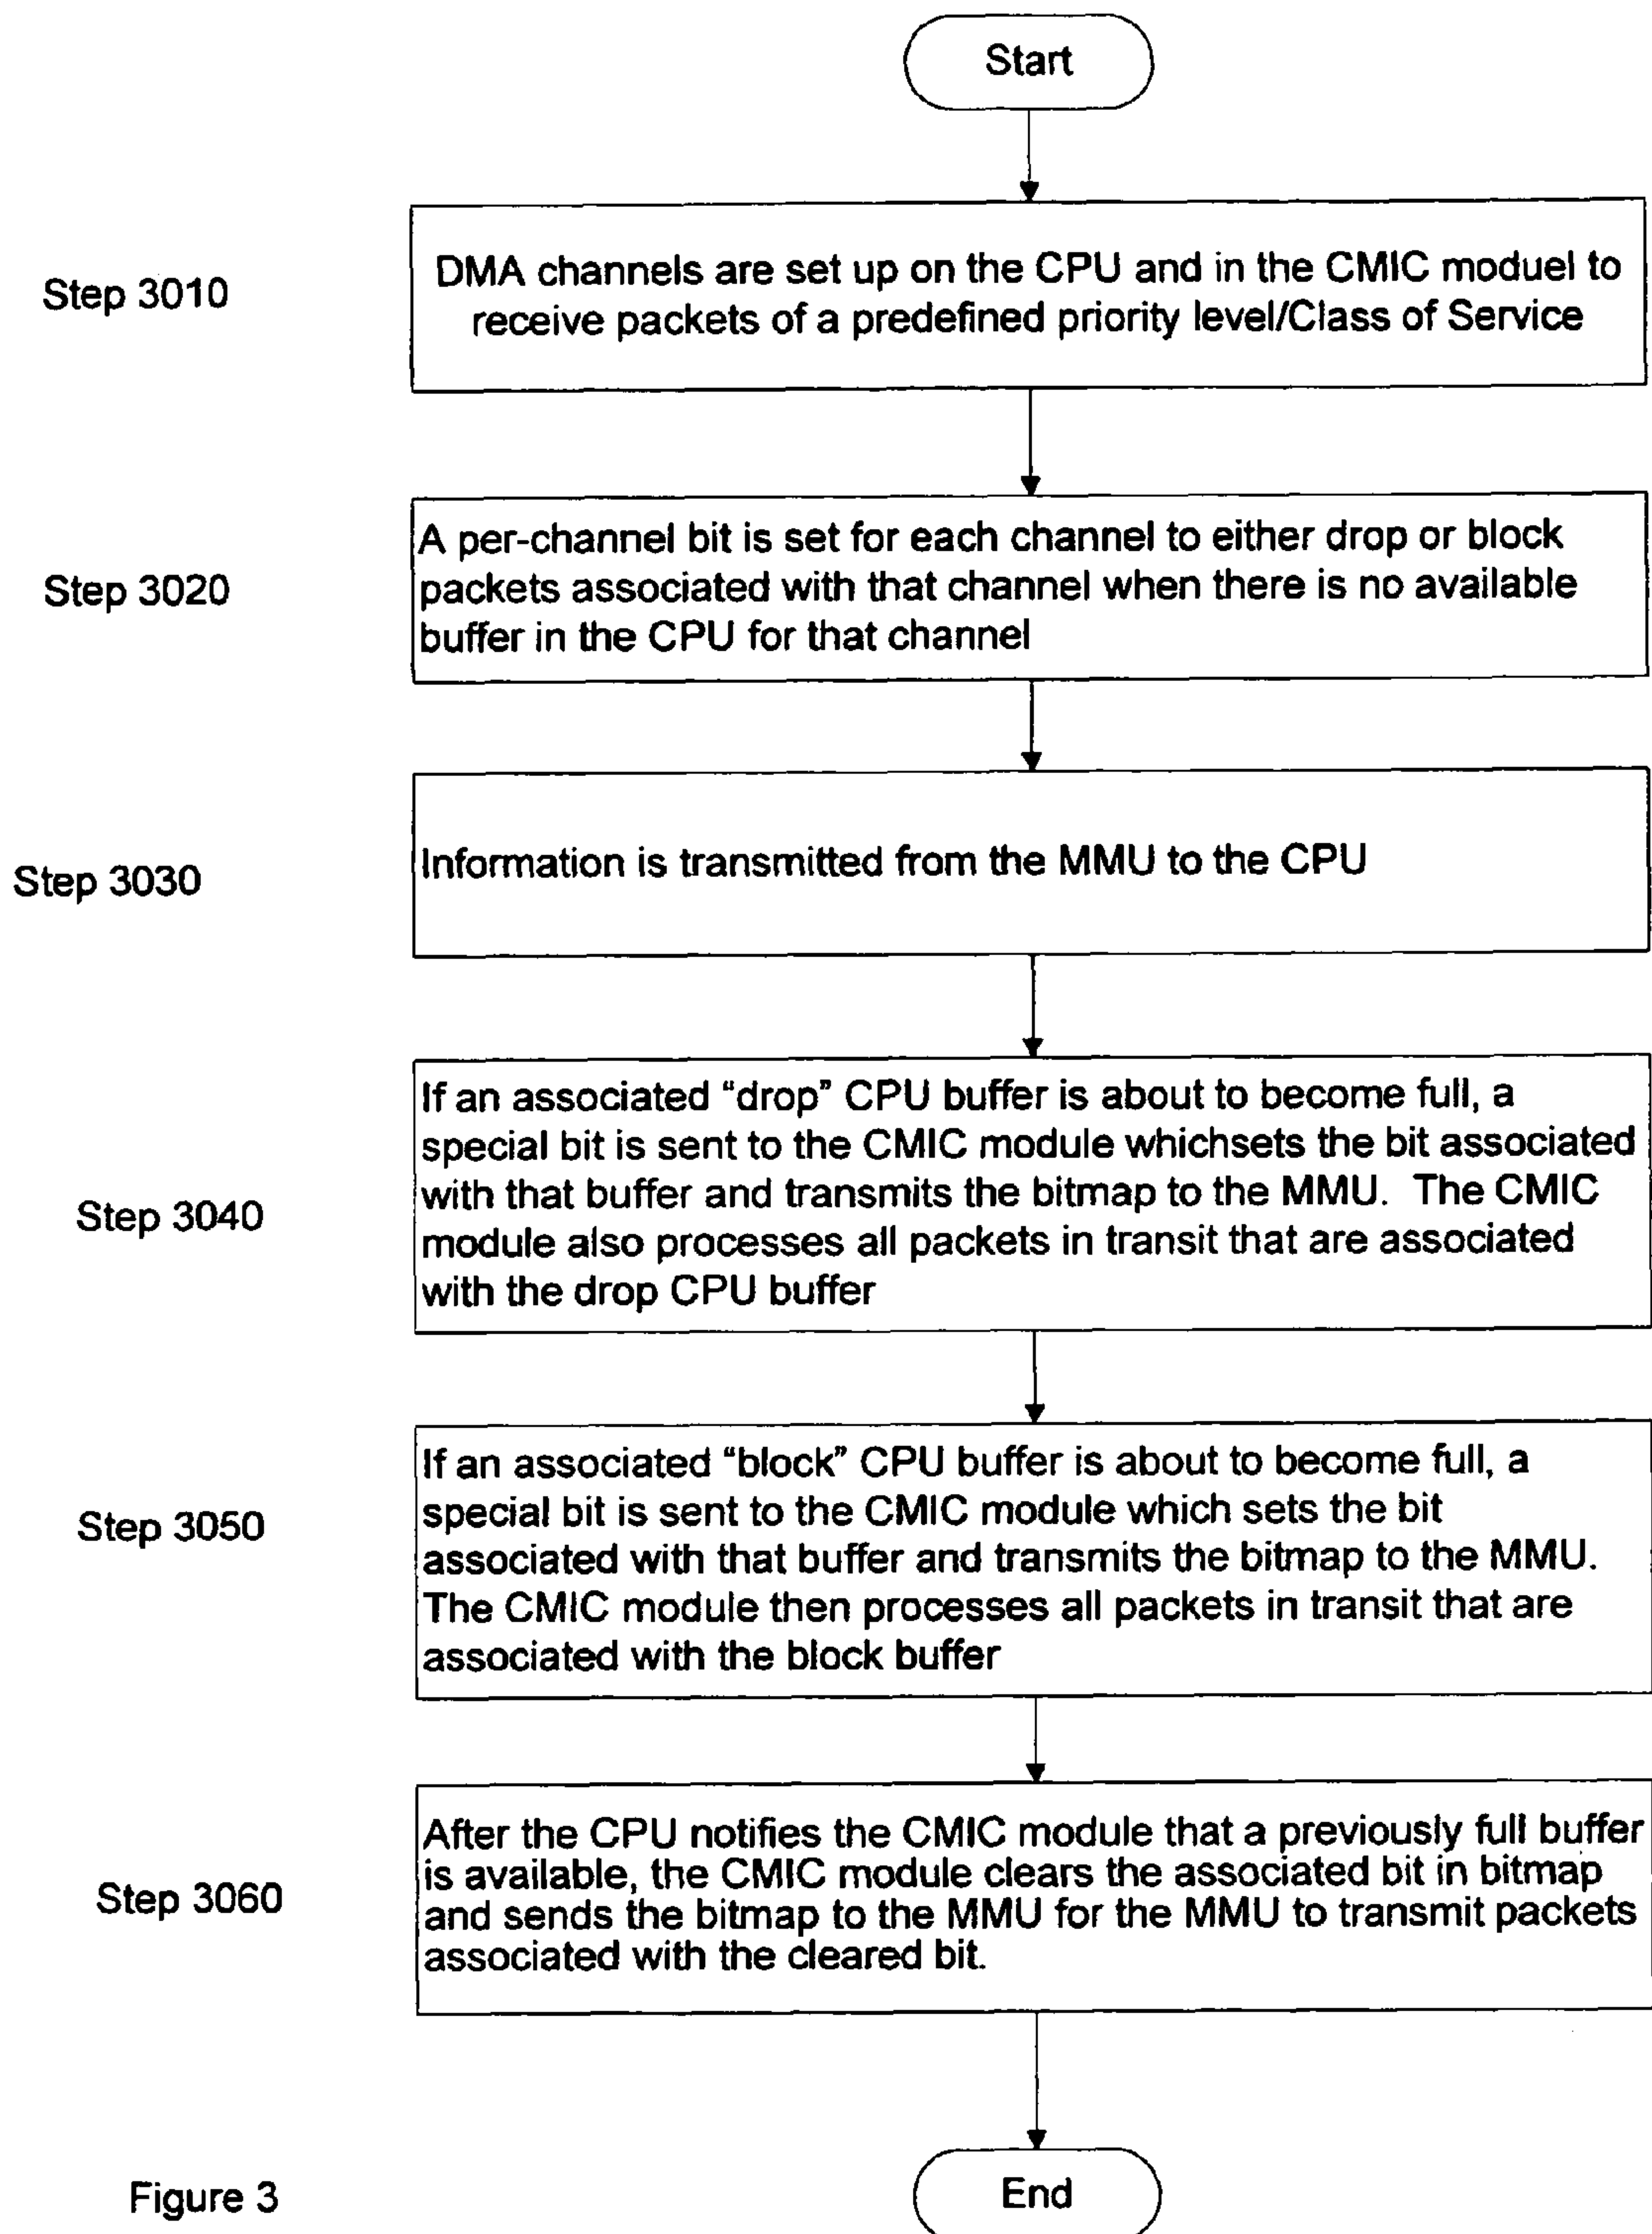 Start
Step 3010
DMA channels are set up on the CPU and in the CMIC moduel to
receive packets of a predefined priority level/Class of Service
Step 3020
A per-channel bit is set for each channel to either drop or block
packets associated with that channel when there is no available
buffer in the CPU for that channel
Step 3030
Information is transmitted from the MMU to the CPU
Step 3040
If an associated “drop” CPU buffer is about to become full, a
special bit is sent to the CMIC module whichsets the bit associated
with that buffer and transmits the bitmap to the MMU. The CMIC
module also processes all packets in transit that are associated
with the drop CPU buffer
Step 3050
If an associated “block” CPU buffer is about to become full, a
special bit is sent to the CMIC module which sets the bit
associated with that buffer and transmits the bitmap to the MMU.
The CMIC module then processes all packets in transit that are
associated with the block buffer
Step 3060
After the CPU notifies the CMIC module that a previously full buffer
is available, the CMIC module clears the associated bit in bitmap
and sends the bitmap to the MMU for the MMU to transmit packets
associated with the cleared bit.
End
Figure 3